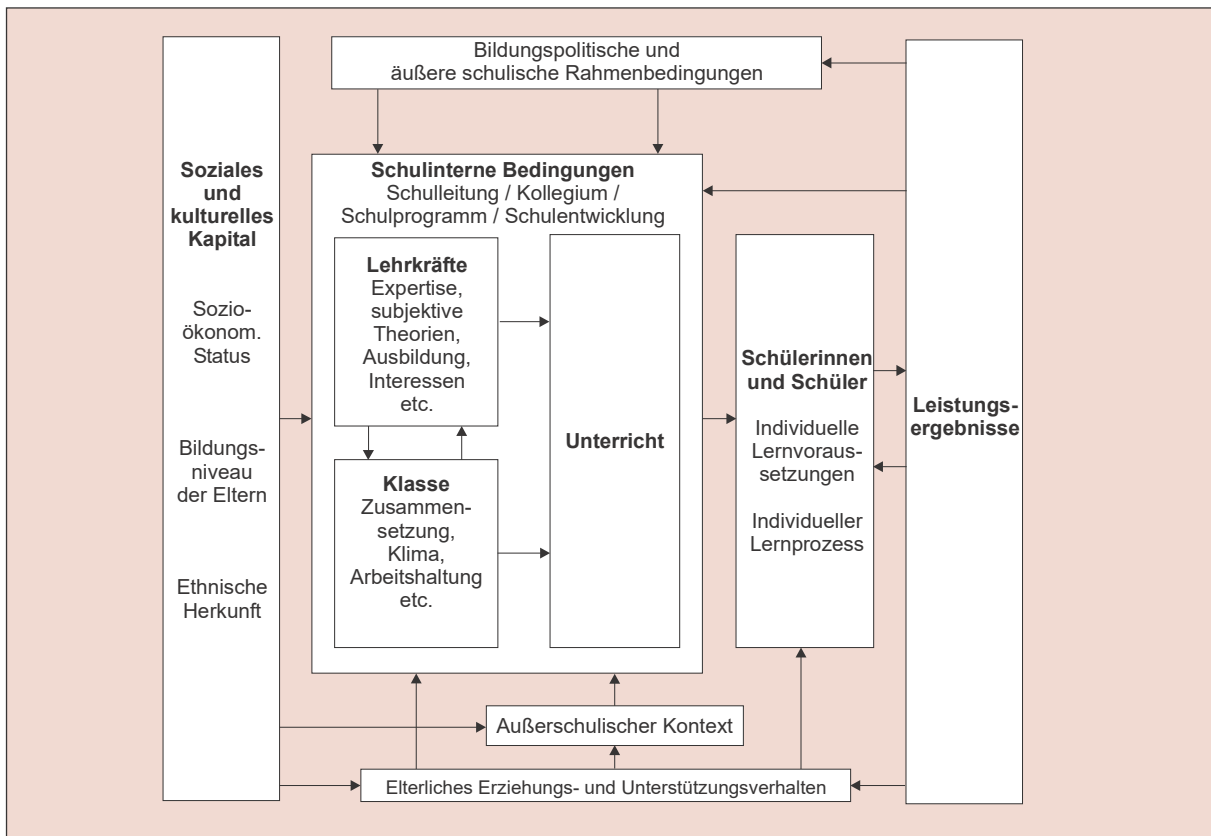 Bildungspolitische und
äußere schulische Rahmenbedingungen
Soziales
und
kulturelles
Kapital
Sozio-
ökonom.
Status
Bildungs-
niveau
der Eltern
Ethnische
Herkunft
Schulinterne Bedingungen
Schulleitung / Kollegium /
Schulprogramm / Schulentwicklung
Lehrkräfte
Expertise,
subjektive
Theorien,
Ausbildung,
Interessen
etc.
Klasse
Zusammen-
setzung,
Klima,
Arbeitshaltung
etc.
Unterricht
Schülerinnen
und Schüler
Individuelle
Lernvoraus-
setzungen
Individueller
Lernprozess
Leistungs-
ergebnisse
Außerschulischer Kontext
Elterliches Erziehungs- und Unterstützungsverhalten